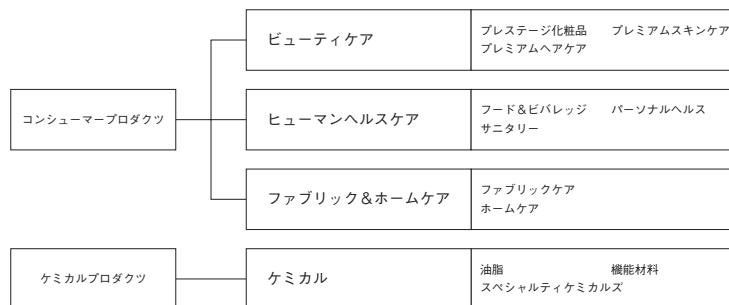 コンシューマープロダクツ
ビューティケア
プレステージ化粧品 プレミアムスキンケア
プレミアムヘアケア
ヒューマンヘルスケア
フード&ビバレッジ パーソナルヘルス
サニタリー
ファブリック&ホームケア
ファブリックケア
ホームケア
ケミカルプロダクツ
ケミカル
油脂 機能材料
スペシャルティケミカルズ